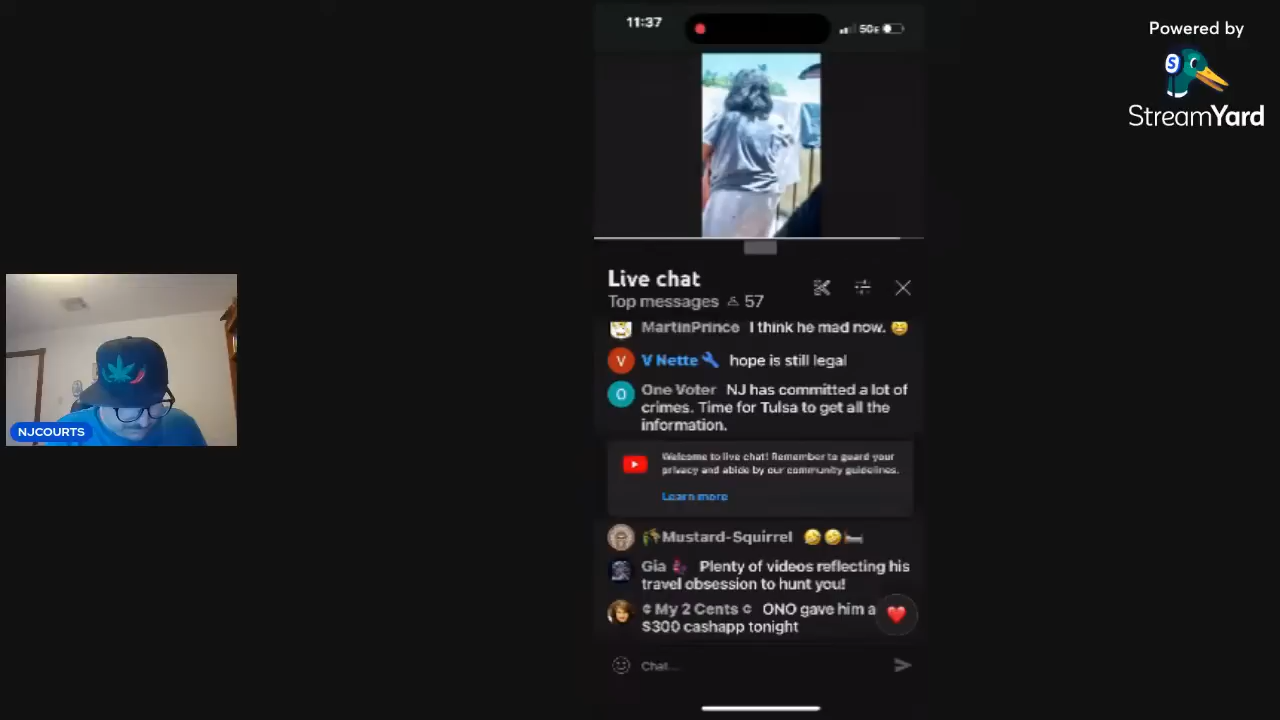 11:37
Powered by
StreamYard
Live chat
Top messages 57
MartinPrince I think he mad now.
V Nette hope is still legal
One Voter NJ has committed a lot of
crimes. Time for Tulsa to get all the
information.
Welcome to live chat! Remember to guard your
privacy and abide by our community guidelines.
Learn more
Mustard-Squirrel
Gia Plenty of videos reflecting his
travel obsession to hunt you!
¢ My 2 Cents ¢ ONO gave him a
$300 cashapp tonight
Chat...
NJCOURTS